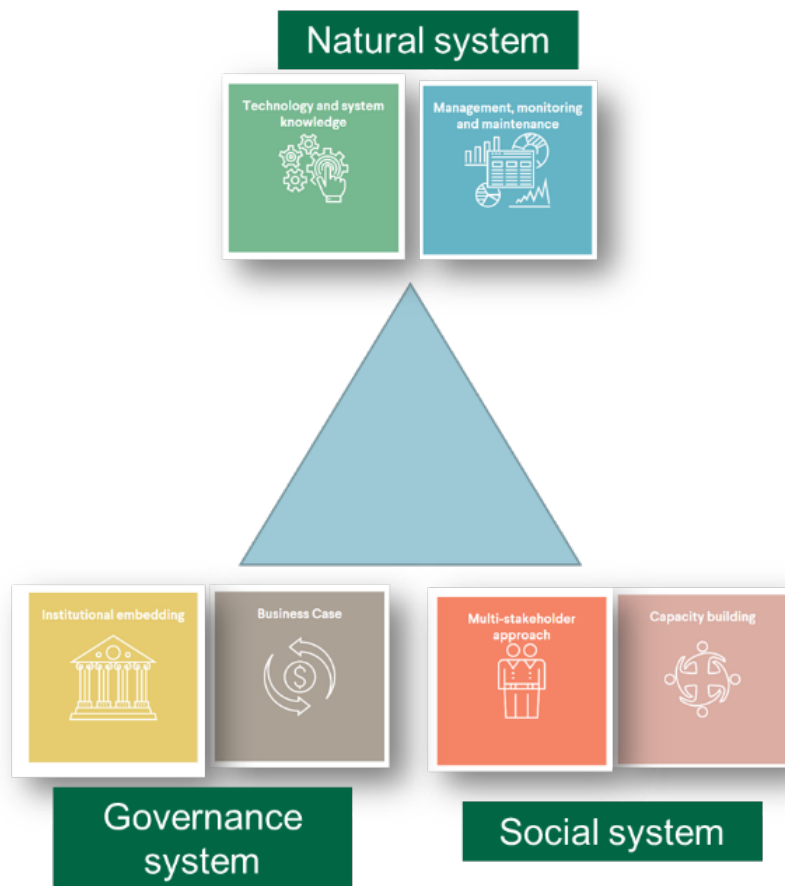 Natural system
Technology and system
knowledge
Management, monitoring
and maintenance
Institutional embedding
Business Case
$
Multi-stakeholder
approach
Capacity building
Governance
system
Social system